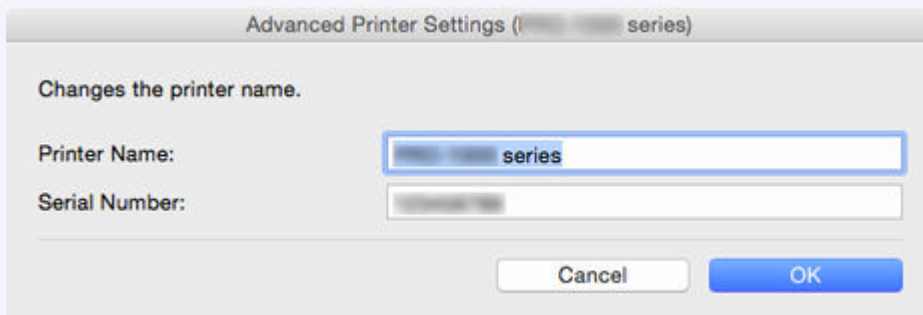 Advanced Printer Settings ( series)
Changes the printer name.
Printer Name: series
Serial Number:
Cancel OK